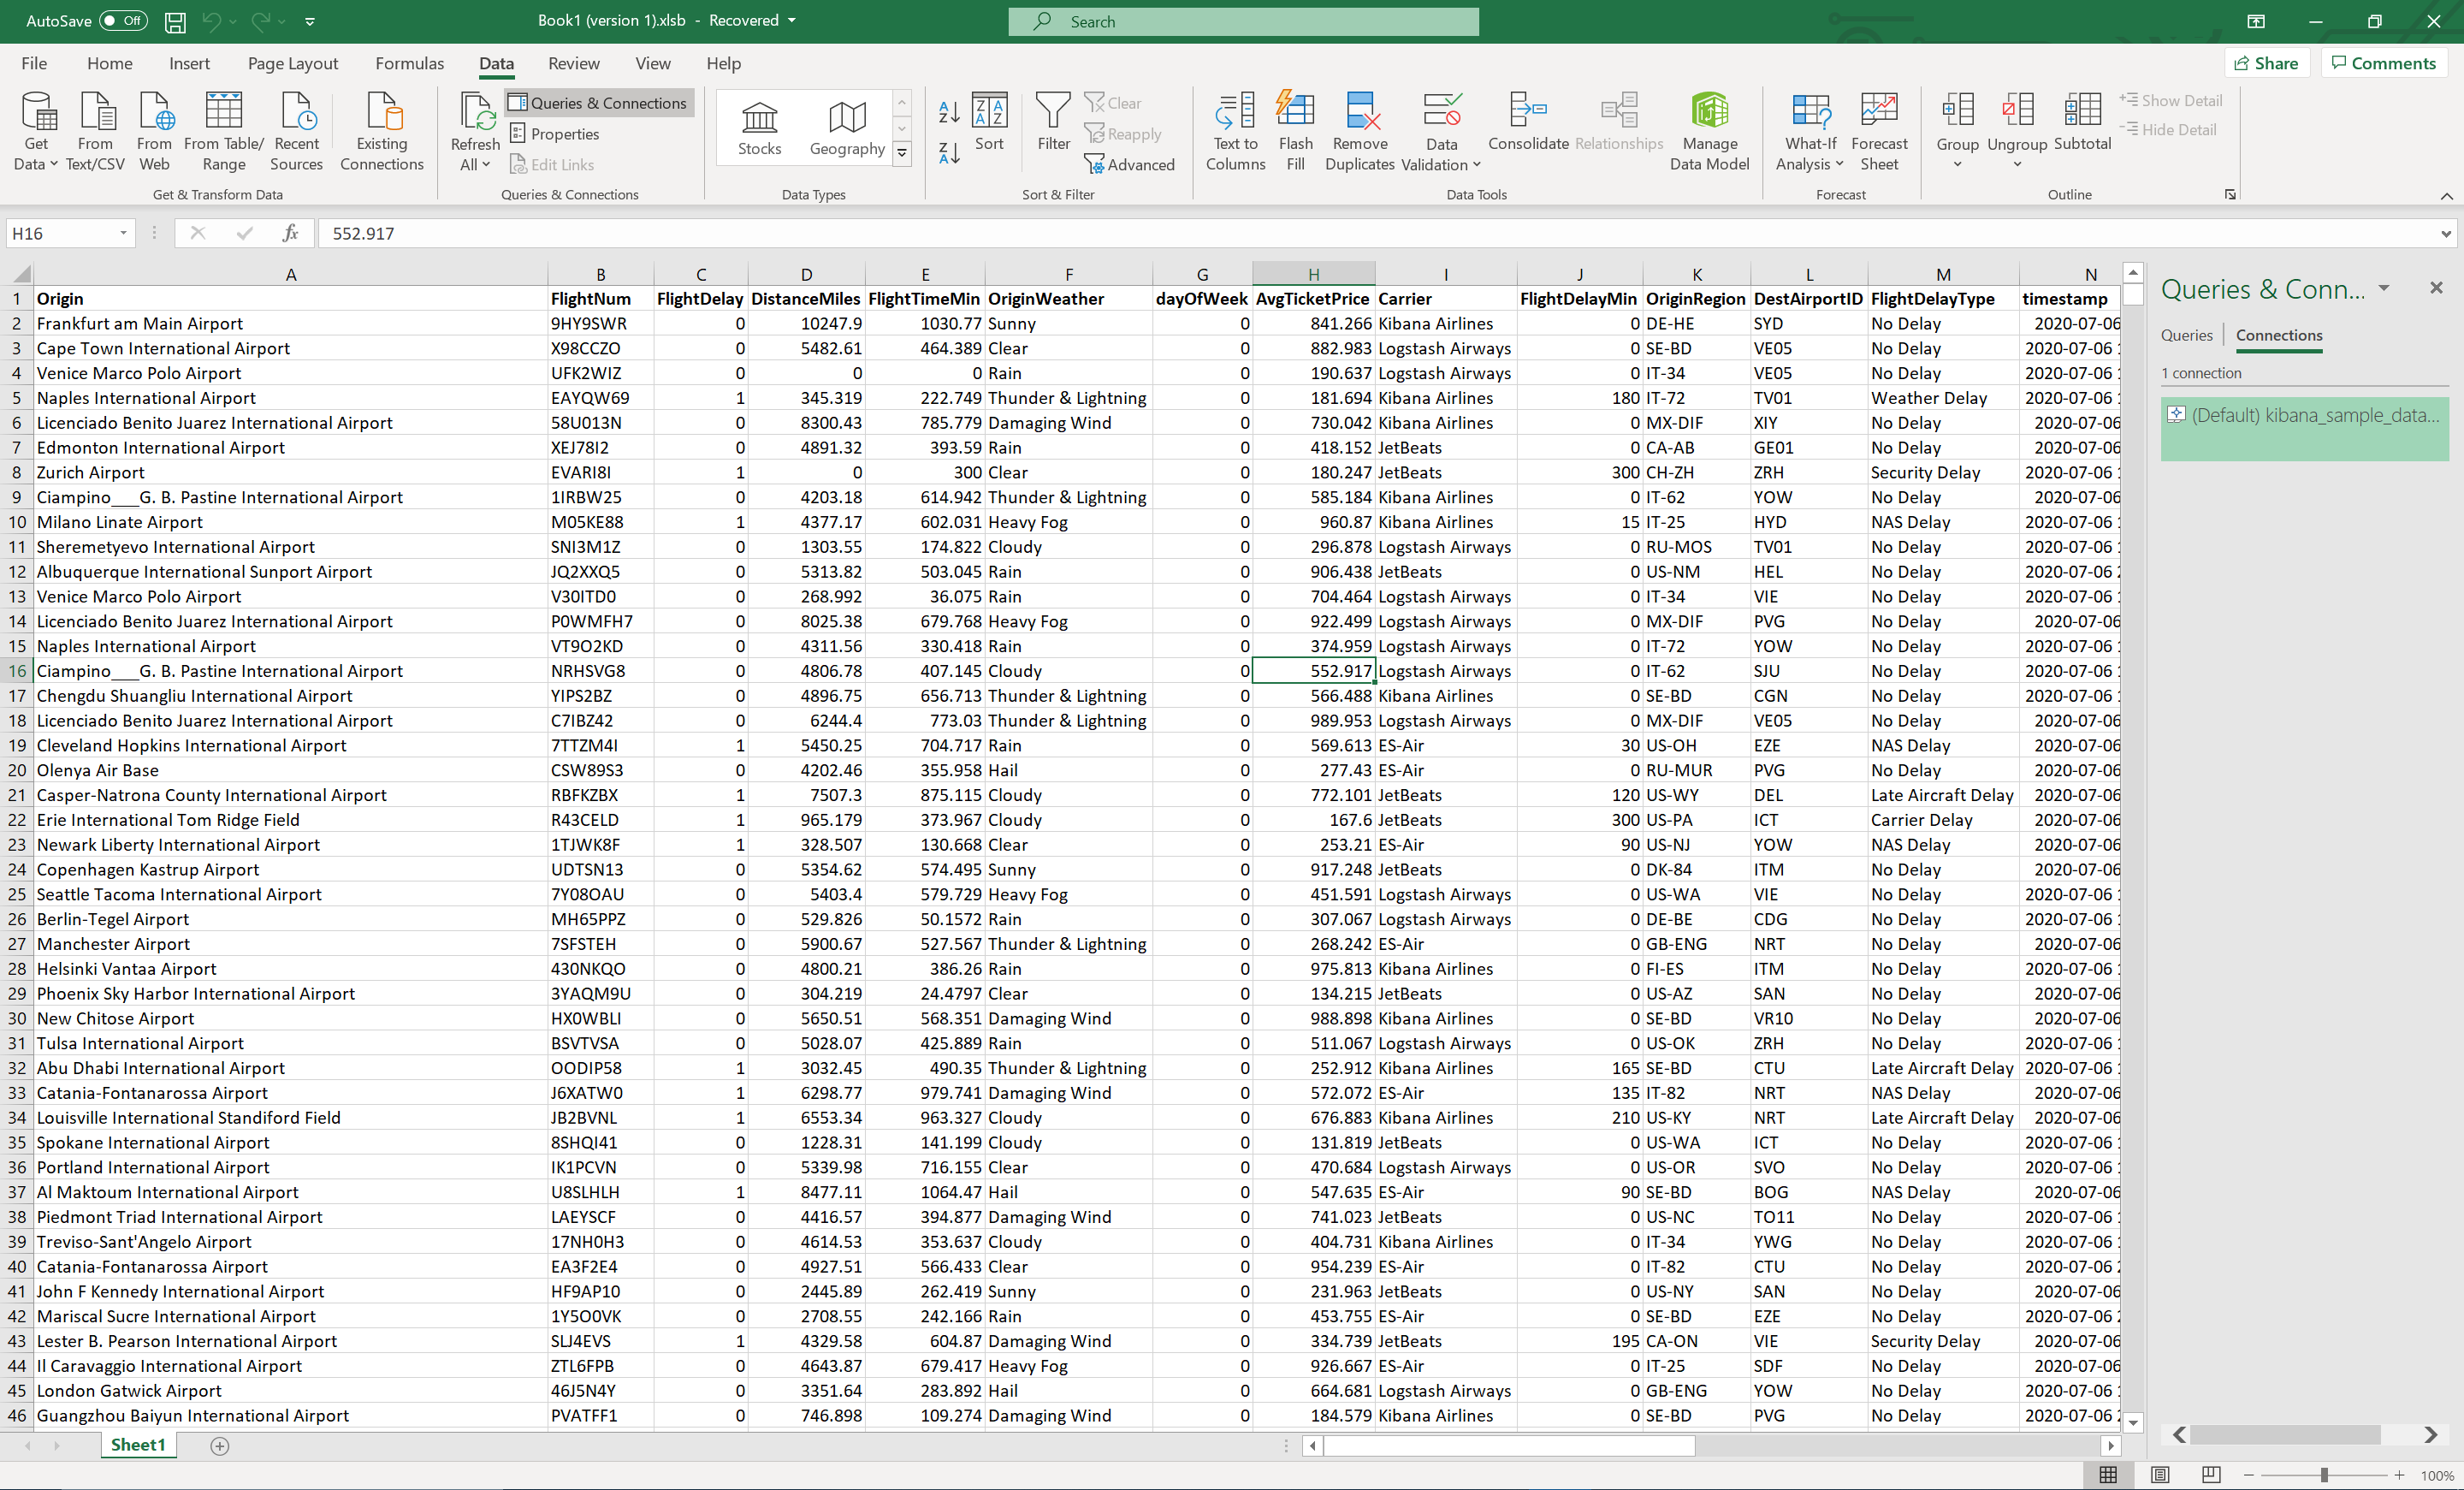 AutoSave Off Book1 (version 1).xlsb - Recovered Search
File Home Insert Page Layout Formulas Data Review View Help Share Comments
Get Data From Text/CSV From Web From Table/ Range Recent Sources Existing Connections Refresh All Queries & Connections Properties Edit Links Stocks Geography Sort Filter Clear Reapply Advanced Text to Columns Flash Fill Remove Duplicates Data Validation Consolidate Relationships Manage Data Model What-If Analysis Forecast Sheet Group Ungroup Subtotal Show Detail Hide Detail
Get & Transform Data Queries & Connections Data Types Sort & Filter Data Tools Forecast Outline
H16 fx 552.917
A B C D E F G H I J K L M N
1 Origin FlightNum FlightDelay DistanceMiles FlightTimeMin OriginWeather dayOfWeek AvgTicketPrice Carrier FlightDelayMin OriginRegion DestAirportID FlightDelayType timestamp
2 Frankfurt am Main Airport 9HY9SWR 0 10247.9 1030.77 Sunny 0 841.266 Kibana Airlines 0 DE-HE SYD No Delay 2020-07-06
3 Cape Town International Airport X98CCZO 0 5482.61 464.389 Clear 0 882.983 Logstash Airways 0 SE-BD VE05 No Delay 2020-07-06
4 Venice Marco Polo Airport UFK2WIZ 0 0 0 Rain 0 190.637 Logstash Airways 0 IT-34 VE05 No Delay 2020-07-06
5 Naples International Airport EAYQW69 1 345.319 222.749 Thunder & Lightning 0 181.694 Kibana Airlines 180 IT-72 TV01 Weather Delay 2020-07-06
6 Licenciado Benito Juarez International Airport 58U013N 0 8300.43 785.779 Damaging Wind 0 730.042 Kibana Airlines 0 MX-DIF XIY No Delay 2020-07-06
7 Edmonton International Airport XEJ78I2 0 4891.32 393.59 Rain 0 418.152 JetBeats 0 CA-AB GE01 No Delay 2020-07-06
8 Zurich Airport EVARI8I 1 0 300 Clear 0 180.247 JetBeats 300 CH-ZH ZRH Security Delay 2020-07-06
9 Ciampino___G. B. Pastine International Airport 1IRBW25 0 4203.18 614.942 Thunder & Lightning 0 585.184 Kibana Airlines 0 IT-62 YOW No Delay 2020-07-06
10 Milano Linate Airport M05KE88 1 4377.17 602.031 Heavy Fog 0 960.87 Kibana Airlines 15 IT-25 HYD NAS Delay 2020-07-06
11 Sheremetyevo International Airport SNI3M1Z 0 1303.55 174.822 Cloudy 0 296.878 Logstash Airways 0 RU-MOS TV01 No Delay 2020-07-06
12 Albuquerque International Sunport Airport JQ2XXQ5 0 5313.82 503.045 Rain 0 906.438 JetBeats 0 US-NM HEL No Delay 2020-07-06
13 Venice Marco Polo Airport V30ITD0 0 268.992 36.075 Rain 0 704.464 Logstash Airways 0 IT-34 VIE No Delay 2020-07-06
14 Licenciado Benito Juarez International Airport P0WMFH7 0 8025.38 679.768 Heavy Fog 0 922.499 Logstash Airways 0 MX-DIF PVG No Delay 2020-07-06
15 Naples International Airport VT9O2KD 0 4311.56 330.418 Rain 0 374.959 Logstash Airways 0 IT-72 YOW No Delay 2020-07-06
16 Ciampino___G. B. Pastine International Airport NRHSVG8 0 4806.78 407.145 Cloudy 0 552.917 Logstash Airways 0 IT-62 SJU No Delay 2020-07-06
17 Chengdu Shuangliu International Airport YIPS2BZ 0 4896.75 656.713 Thunder & Lightning 0 566.488 Kibana Airlines 0 SE-BD CGN No Delay 2020-07-06
18 Licenciado Benito Juarez International Airport C7IBZ42 0 6244.4 773.03 Thunder & Lightning 0 989.953 Logstash Airways 0 MX-DIF VE05 No Delay 2020-07-06
19 Cleveland Hopkins International Airport 7TTZM4I 1 5450.25 704.717 Rain 0 569.613 ES-Air 30 US-OH EZE NAS Delay 2020-07-06
20 Olenya Air Base CSW89S3 0 4202.46 355.958 Hail 0 277.43 ES-Air 0 RU-MUR PVG No Delay 2020-07-06
21 Casper-Natrona County International Airport RBFKZBX 1 7507.3 875.115 Cloudy 0 772.101 JetBeats 120 US-WY DEL Late Aircraft Delay 2020-07-06
22 Erie International Tom Ridge Field R43CELD 1 965.179 373.967 Cloudy 0 167.6 JetBeats 300 US-PA ICT Carrier Delay 2020-07-06
23 Newark Liberty International Airport 1TJWK8F 1 328.507 130.668 Clear 0 253.21 ES-Air 90 US-NJ YOW NAS Delay 2020-07-06
24 Copenhagen Kastrup Airport UDTSN13 0 5354.62 574.495 Sunny 0 917.248 JetBeats 0 DK-84 ITM No Delay 2020-07-06
25 Seattle Tacoma International Airport 7Y08OAU 0 5403.4 579.729 Heavy Fog 0 451.591 Logstash Airways 0 US-WA VIE No Delay 2020-07-06
26 Berlin-Tegel Airport MH65PPZ 0 529.826 50.1572 Rain 0 307.067 Logstash Airways 0 DE-BE CDG No Delay 2020-07-06
27 Manchester Airport 7SFSTEH 0 5900.67 527.567 Thunder & Lightning 0 268.242 ES-Air 0 GB-ENG NRT No Delay 2020-07-06
28 Helsinki Vantaa Airport 430NKQO 0 4800.21 386.26 Rain 0 975.813 Kibana Airlines 0 FI-ES ITM No Delay 2020-07-06
29 Phoenix Sky Harbor International Airport 3YAQM9U 0 304.219 24.4797 Clear 0 134.215 JetBeats 0 US-AZ SAN No Delay 2020-07-06
30 New Chitose Airport HX0WBLI 0 5650.51 568.351 Damaging Wind 0 988.898 Kibana Airlines 0 SE-BD VR10 No Delay 2020-07-06
31 Tulsa International Airport BSVTVSA 0 5028.07 425.889 Rain 0 511.067 Logstash Airways 0 US-OK ZRH No Delay 2020-07-06
32 Abu Dhabi International Airport OODIP58 1 3032.45 490.35 Thunder & Lightning 0 252.912 Kibana Airlines 165 SE-BD CTU Late Aircraft Delay 2020-07-06
33 Catania-Fontanarossa Airport J6XATW0 1 6298.77 979.741 Damaging Wind 0 572.072 ES-Air 135 IT-82 NRT NAS Delay 2020-07-06
34 Louisville International Standiford Field JB2BVNL 1 6553.34 963.327 Cloudy 0 676.883 Kibana Airlines 210 US-KY NRT Late Aircraft Delay 2020-07-06
35 Spokane International Airport 8SHQI41 0 1228.31 141.199 Cloudy 0 131.819 JetBeats 0 US-WA ICT No Delay 2020-07-06
36 Portland International Airport IK1PCVN 0 5339.98 716.155 Clear 0 470.684 Logstash Airways 0 US-OR SVO No Delay 2020-07-06
37 Al Maktoum International Airport U8SLHLH 1 8477.11 1064.47 Hail 0 547.635 ES-Air 90 SE-BD BOG NAS Delay 2020-07-06
38 Piedmont Triad International Airport LAEYSCF 0 4416.57 394.877 Damaging Wind 0 741.023 JetBeats 0 US-NC TO11 No Delay 2020-07-06
39 Treviso-Sant'Angelo Airport 17NH0H3 0 4614.53 353.637 Cloudy 0 404.731 Kibana Airlines 0 IT-34 YWG No Delay 2020-07-06
40 Catania-Fontanarossa Airport EA3F2E4 0 4927.51 566.433 Clear 0 954.239 ES-Air 0 IT-82 CTU No Delay 2020-07-06
41 John F Kennedy International Airport HF9AP10 0 2445.89 262.419 Sunny 0 231.963 JetBeats 0 US-NY SAN No Delay 2020-07-06
42 Mariscal Sucre International Airport 1Y5O0VK 0 2708.55 242.166 Rain 0 453.755 ES-Air 0 SE-BD EZE No Delay 2020-07-06
43 Lester B. Pearson International Airport SLJ4EVS 1 4329.58 604.87 Damaging Wind 0 334.739 JetBeats 195 CA-ON VIE Security Delay 2020-07-06
44 Il Caravaggio International Airport ZTL6FPB 0 4643.87 679.417 Heavy Fog 0 926.667 ES-Air 0 IT-25 SDF No Delay 2020-07-06
45 London Gatwick Airport 46J5N4Y 0 3351.64 283.892 Hail 0 664.681 Logstash Airways 0 GB-ENG YOW No Delay 2020-07-06
46 Guangzhou Baiyun International Airport PVATFF1 0 746.898 109.274 Damaging Wind 0 184.579 Kibana Airlines 0 SE-BD PVG No Delay 2020-07-06
Queries & Conn...
Queries Connections
1 connection
(Default) kibana_sample_data...
Sheet1
100%